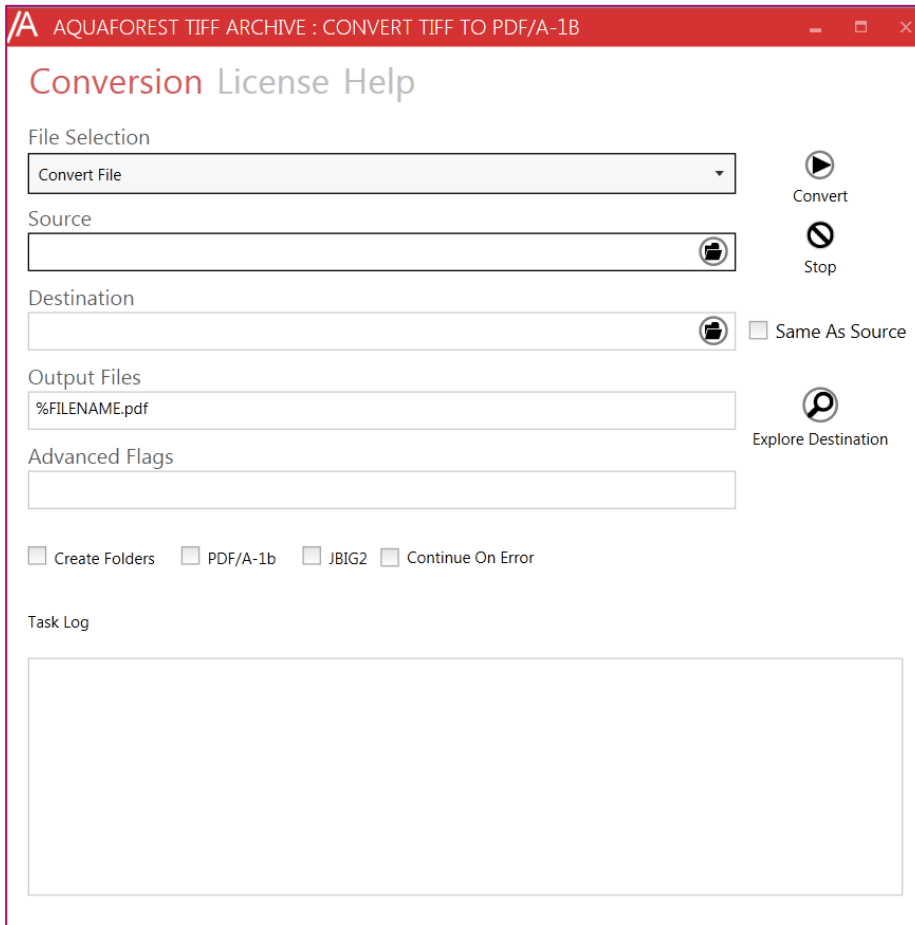 /A AQUAFOREST TIFF ARCHIVE : CONVERT TIFF TO PDF/A-1B
Conversion License Help
File Selection
Convert File
Convert
Source
Stop
Destination
Same As Source
Output Files
%FILENAME.pdf
Explore Destination
Advanced Flags
Create Folders PDF/A-1b JBIG2 Continue On Error
Task Log